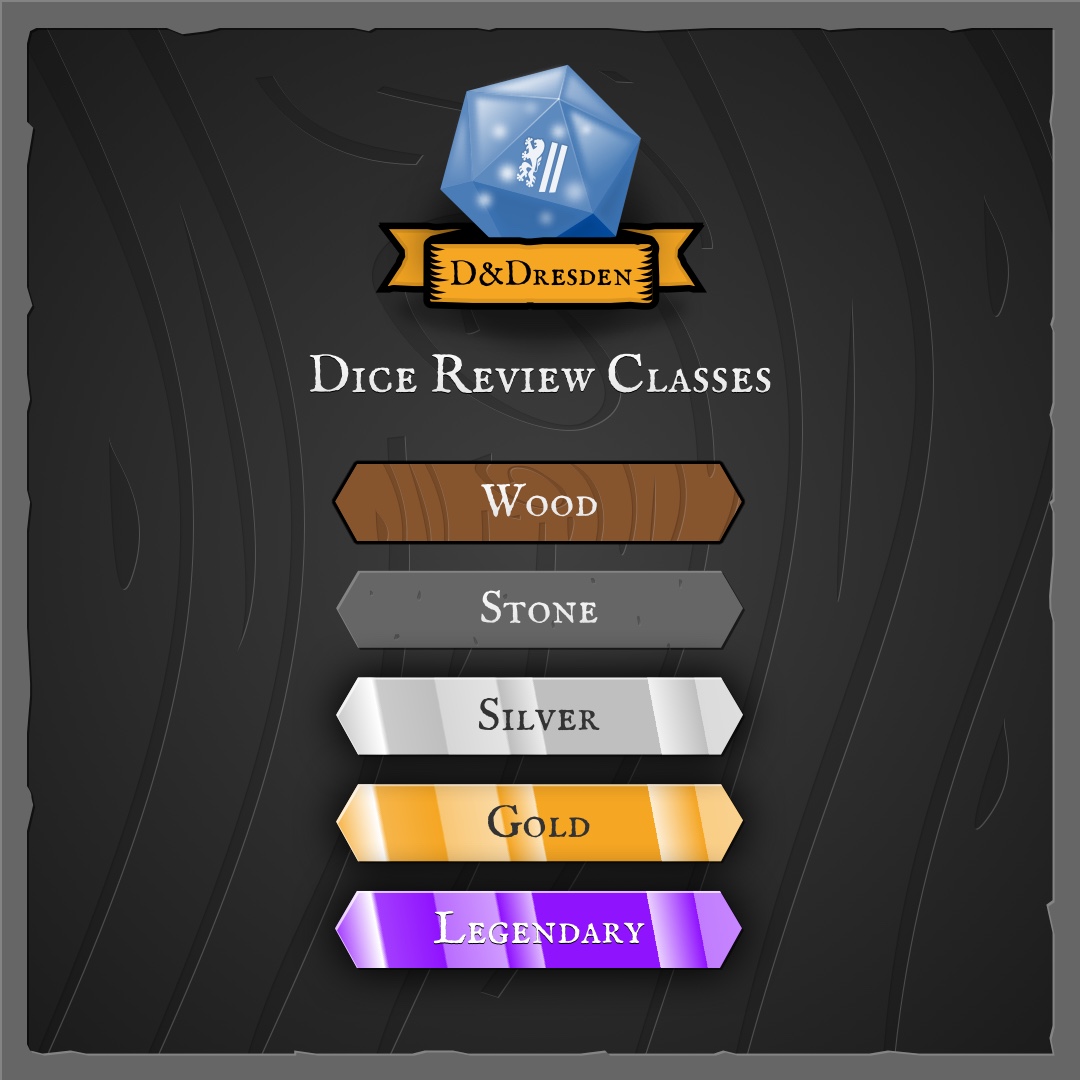 D&Dresden
Dice Review Classes
Wood
Stone
Silver
Gold
Legendary